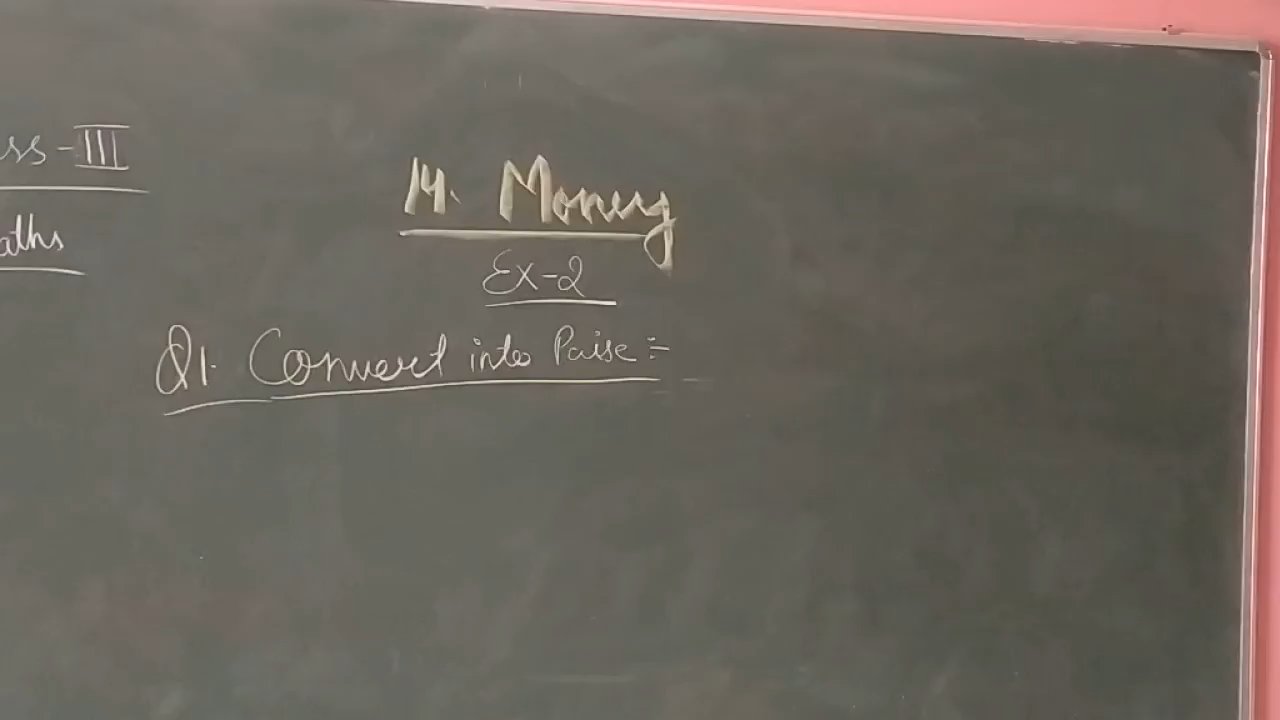 ss - III
aths
14. Money
Ex-2
Q1. Convert into Paise :-